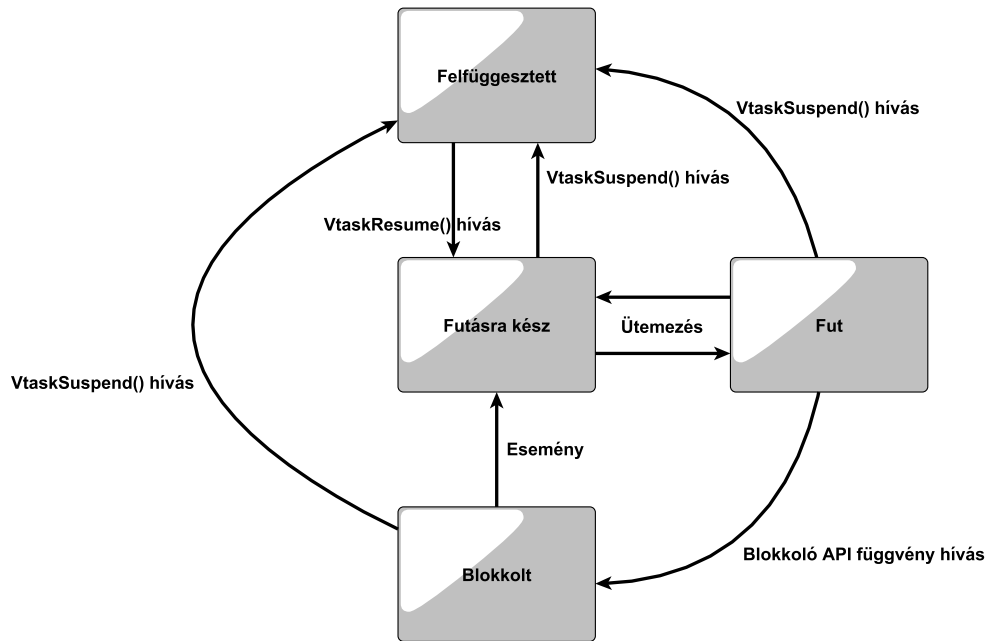 Felfüggesztett
VtaskSuspend() hívás
VtaskSuspend() hívás
VtaskResume() hívás
Futásra kész
Ütemezés
Fut
VtaskSuspend() hívás
Esemény
Blokkoló API függvény hívás
Blokkolt